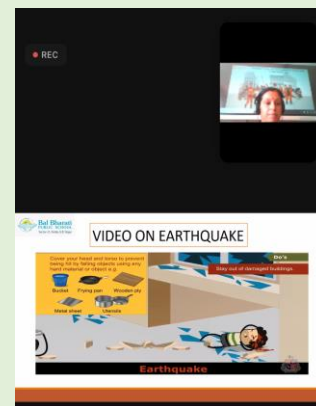 REC
Bal Bharati
PUBLIC SCHOOL
VIDEO ON EARTHQUAKE
Cover your head and torso to prevent
being hit by falling objects using any
hard material or object e.g.
Bucket Frying pan Wooden ply
Metal sheet Utensils
Do's
Stay out of damaged buildings
Earthquake